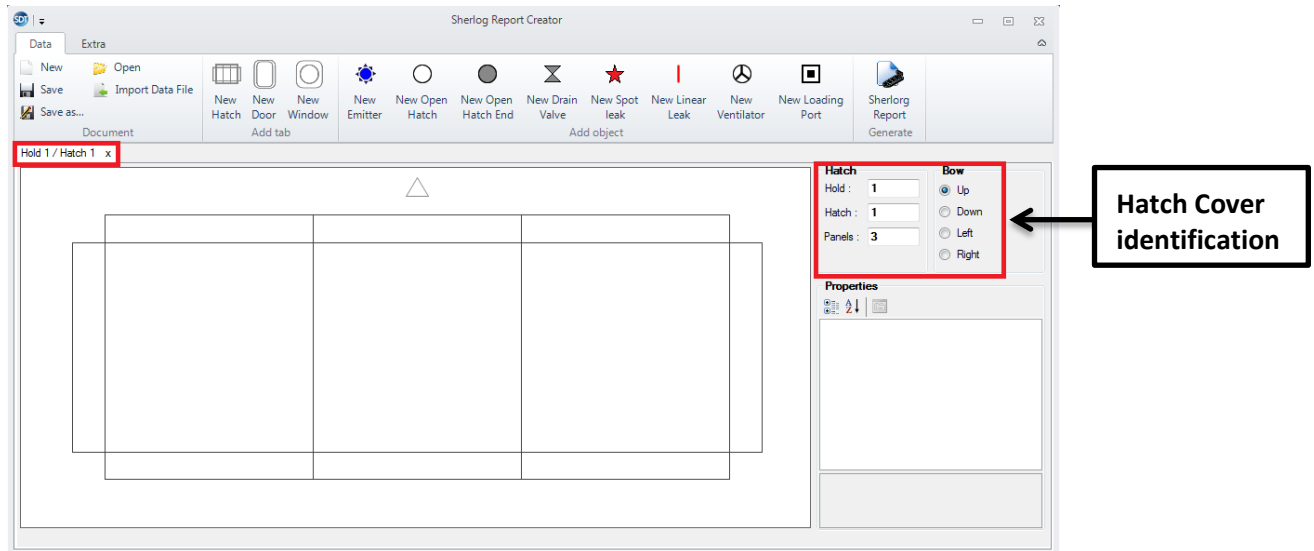 SDT
Sherlog Report Creator
Data Extra
New Open
Save Import Data File
Save as...
Document
New Hatch
New Door
New Window
Add tab
New Emitter
New Open Hatch
New Open Hatch End
New Drain Valve
New Spot leak
New Linear Leak
New Ventilator
New Loading Port
Add object
Sherlorg Report
Generate
Hold 1 / Hatch 1 x
Hatch
Hold : 1
Hatch : 1
Panels : 3
Bow
Up
Down
Left
Right
Properties
A
Z
Hatch Cover
identification